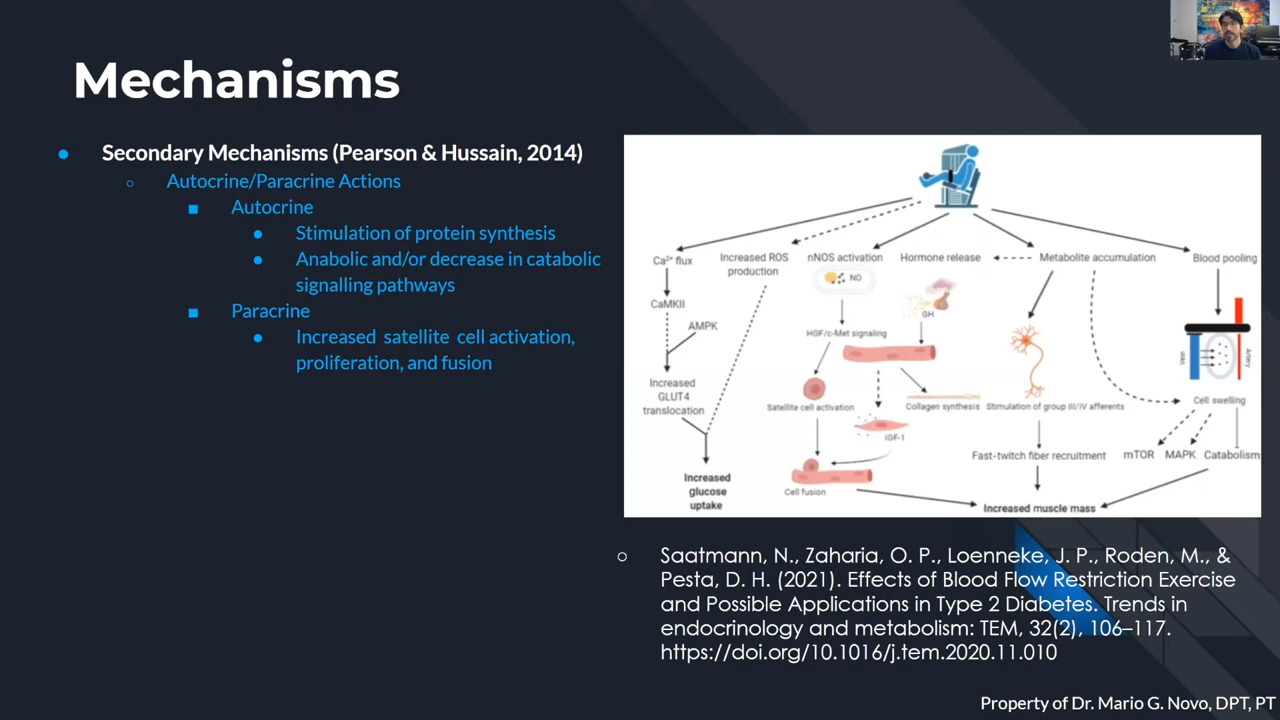 Mechanisms
Secondary Mechanisms (Pearson & Hussain, 2014)
Autocrine/Paracrine Actions
Autocrine
Stimulation of protein synthesis
Anabolic and/or decrease in catabolic
signalling pathways
Paracrine
Increased satellite cell activation,
proliferation, and fusion
Ca²⁺ flux
Increased ROS
production
nNOS activation
Hormone release
Metabolite accumulation
Blood pooling
CaMKII
AMPK
NO
GH
HGF/c-Met signaling
Vein
Artery
Increased
GLUT4
translocation
Satellite cell activation
Collagen synthesis
Stimulation of group III/IV afferents
Cell swelling
IGF-1
Fast-twitch fiber recruitment
mTOR
MAPK
Catabolism
Increased
glucose
uptake
Cell fusion
Increased muscle mass
Saatmann, N., Zaharia, O. P., Loenneke, J. P., Roden, M., &
Pesta, D. H. (2021). Effects of Blood Flow Restriction Exercise
and Possible Applications in Type 2 Diabetes. Trends in
endocrinology and metabolism: TEM, 32(2), 106–117.
https://doi.org/10.1016/j.tem.2020.11.010
Property of Dr. Mario G. Novo, DPT, PT